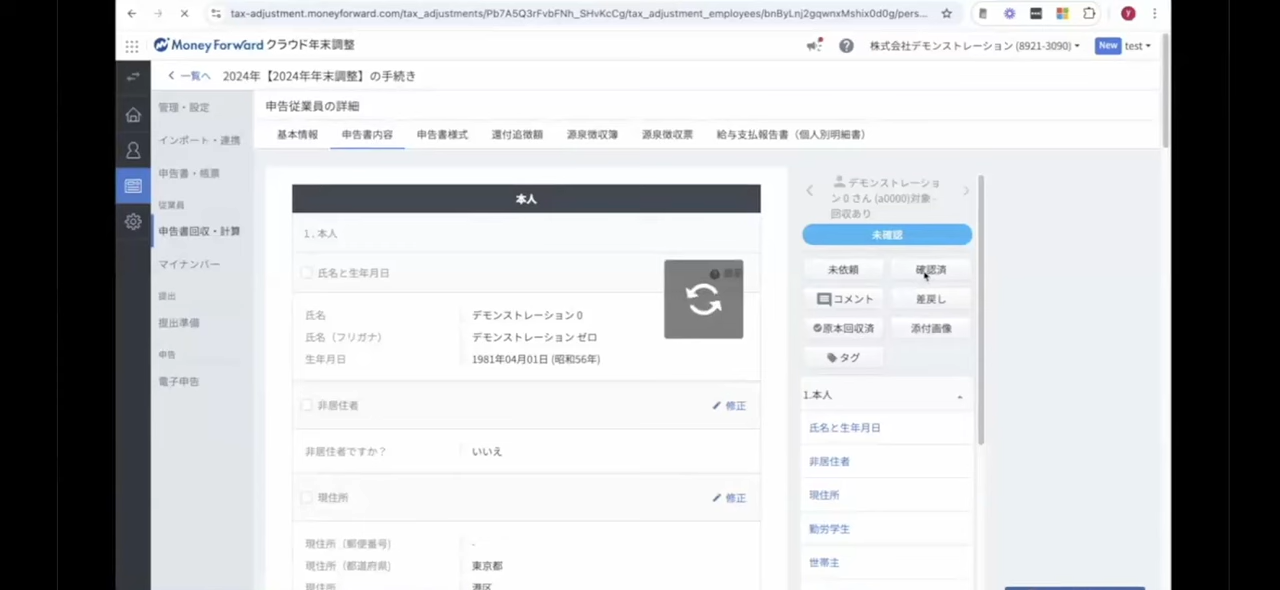 tax-adjustment.moneyforward.com/tax_adjustments/Pb7A5Q3rFvbFNh_SHvKcCg/tax_adjustment_employees/bnByLnj2gqwnxMshix0d0g/pers...
Money Forward クラウド年末調整
株式会社デモンストレーション (8921-3090)
New
test
一覧へ
2024年【2024年年末調整】の手続き
管理・設定
インポート・連携
申告書・帳票
従業員
申告書回収・計算
マイナンバー
提出
提出準備
申告
電子申告
申告従業員の詳細
基本情報
申告書内容
申告書様式
還付追徴額
源泉徴収簿
源泉徴収票
給与支払報告書（個人別明細書）
本人
1. 本人
氏名と生年月日
氏名
デモンストレーション 0
氏名（フリガナ）
デモンストレーション ゼロ
生年月日
1981年04月01日 (昭和56年)
非居住者
修正
非居住者ですか？
いいえ
現住所
修正
現住所（郵便番号）
-
現住所（都道府県）
東京都
現住所
港区
デモンストレーショ
ン 0 さん (a0000)対象 -
回収あり
未確認
未依頼
確認済
コメント
差戻し
原本回収済
添付画像
タグ
1.本人
氏名と生年月日
非居住者
現住所
勤労学生
世帯主